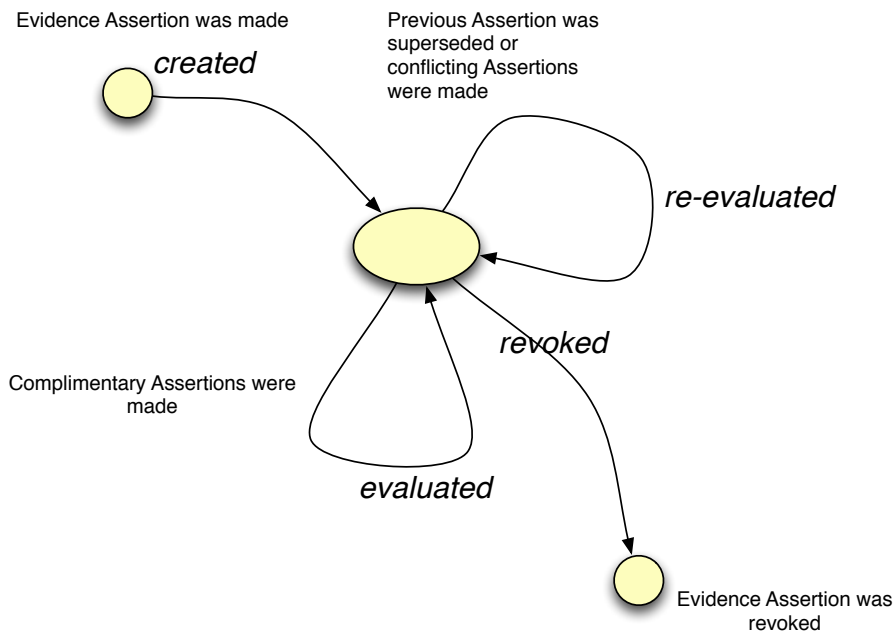 Evidence Assertion was made
created
Previous Assertion was
superseded or
conflicting Assertions
were made
re-evaluated
revoked
Complimentary Assertions were
made
evaluated
Evidence Assertion was
revoked